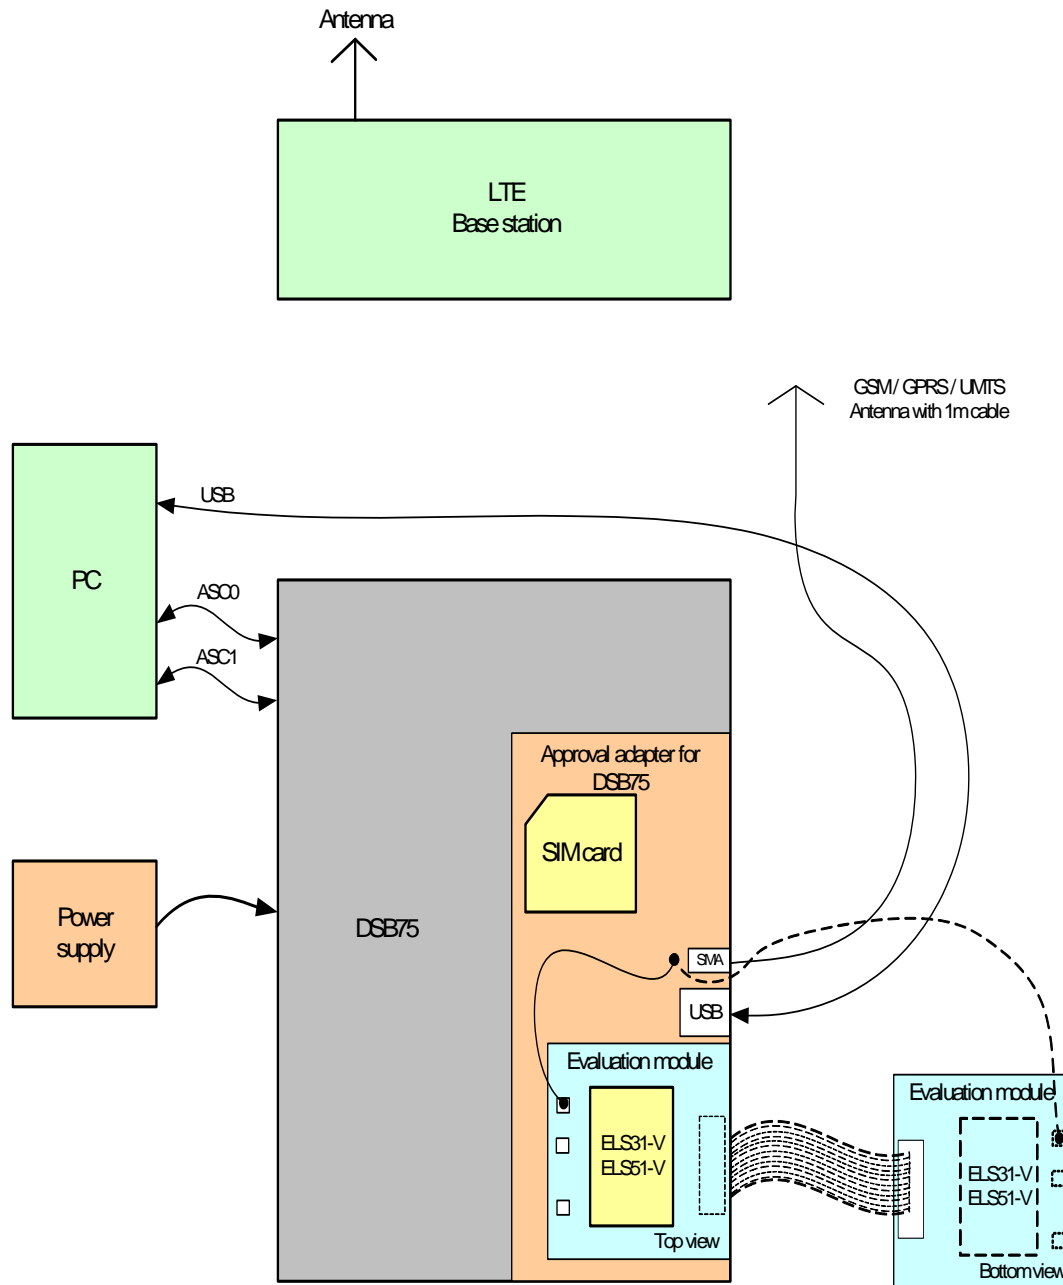 Antenna
LTE
Base station
GSM / GPRS / UMTS
Antenna with 1m cable
USB
PC
ASC0
ASC1
Approval adapter for
DSB75
SIM card
Power
supply
DSB75
SMA
USB
Evaluation module
ELS31-V
ELS51-V
Top view
Evaluation module
ELS31-V
ELS51-V
Bottom view